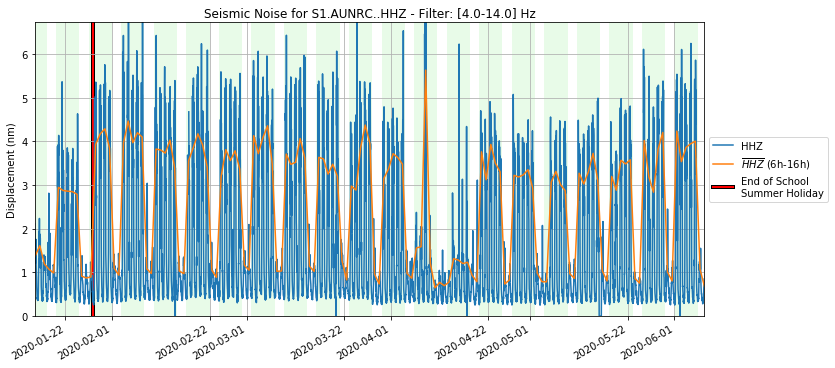 Seismic Noise for S1.AUNRC..HHZ - Filter: [4.0-14.0] Hz
Displacement (nm)
6
5
4
3
2
1
0
2020-01-22
2020-02-01
2020-02-22
2020-03-01
2020-03-22
2020-04-01
2020-04-22
2020-05-01
2020-05-22
2020-06-01
HHZ
HHZ (6h-16h)
End of School
Summer Holiday